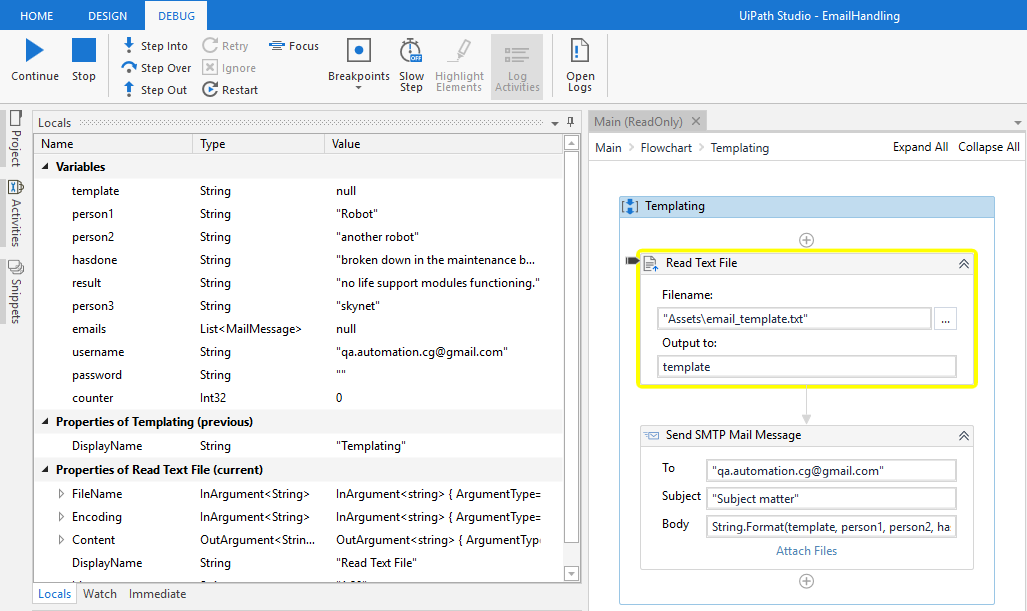 HOME DESIGN DEBUG UiPath Studio - EmailHandling
Continue Stop Step Into Step Over Step Out Retry Ignore Restart Focus Breakpoints Slow Step OFF Highlight Elements Log Activities Open Logs
Project
Activities
Snippets
Locals
Name Type Value
Variables
template String null
person1 String "Robot"
person2 String "another robot"
hasdone String "broken down in the maintenance b...
result String "no life support modules functioning."
person3 String "skynet"
emails List<MailMessage> null
username String "qa.automation.cg@gmail.com"
password String ""
counter Int32 0
Properties of Templating (previous)
DisplayName String "Templating"
Properties of Read Text File (current)
FileName InArgument<String> InArgument<string> { ArgumentType=
Encoding InArgument<String> InArgument<string> { ArgumentType=
Content OutArgument<Strin... OutArgument<string> { ArgumentTyp
DisplayName String "Read Text File"
Locals Watch Immediate
Main (ReadOnly)
Main > Flowchart > Templating Expand All Collapse All
Templating
Read Text File
Filename:
"Assets\email_template.txt" ...
Output to:
template
Send SMTP Mail Message
To "qa.automation.cg@gmail.com"
Subject "Subject matter"
Body String.Format(template, person1, person2, ha
Attach Files